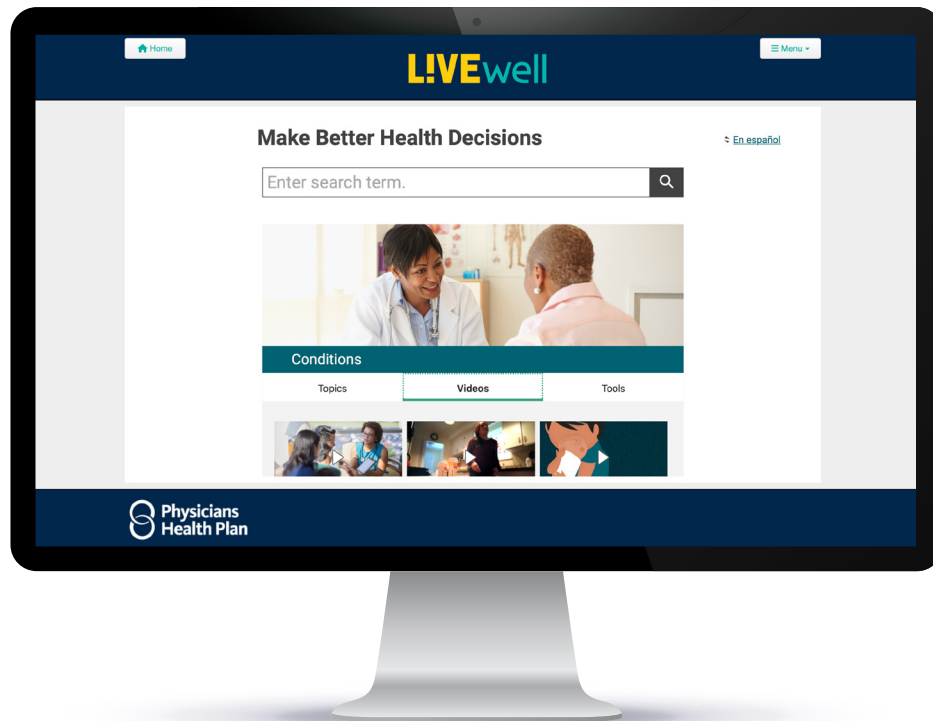 Home
L!VEwell
Menu
Make Better Health Decisions
En español
Enter search term.
Conditions
Topics
Videos
Tools
Physicians
Health Plan